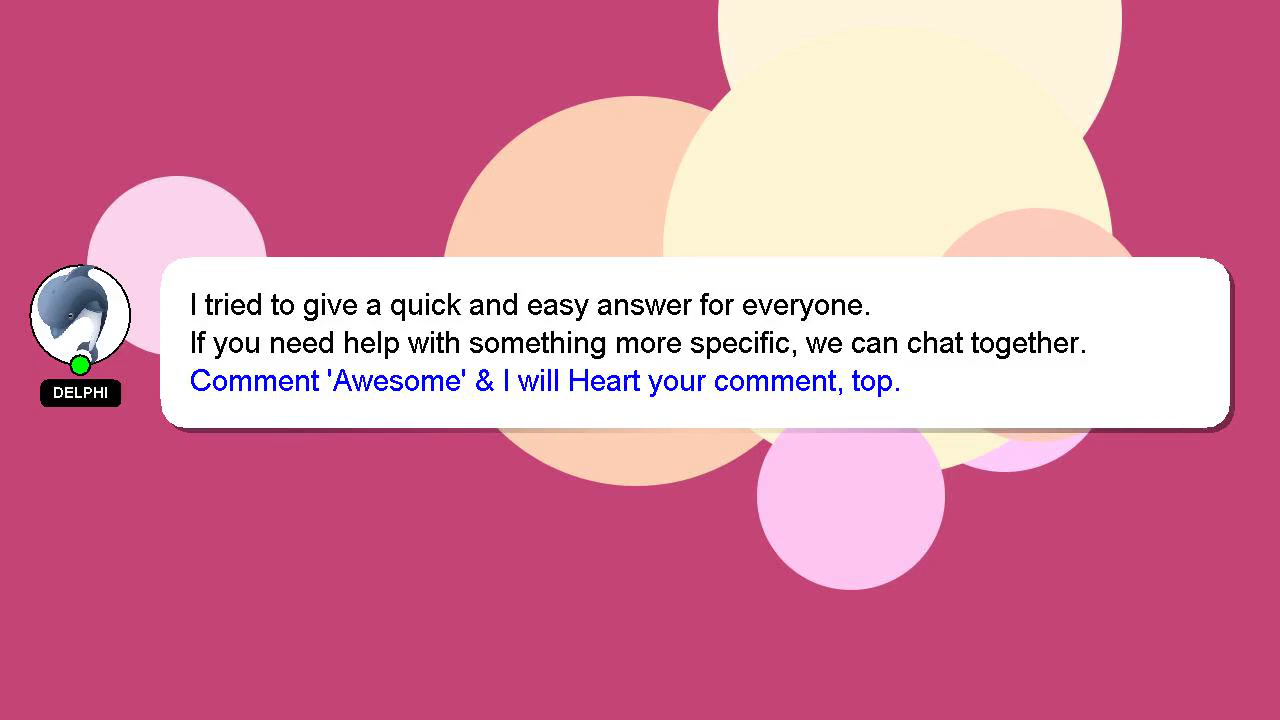 I tried to give a quick and easy answer for everyone.
If you need help with something more specific, we can chat together.
Comment 'Awesome' & I will Heart your comment, top.
DELPHI